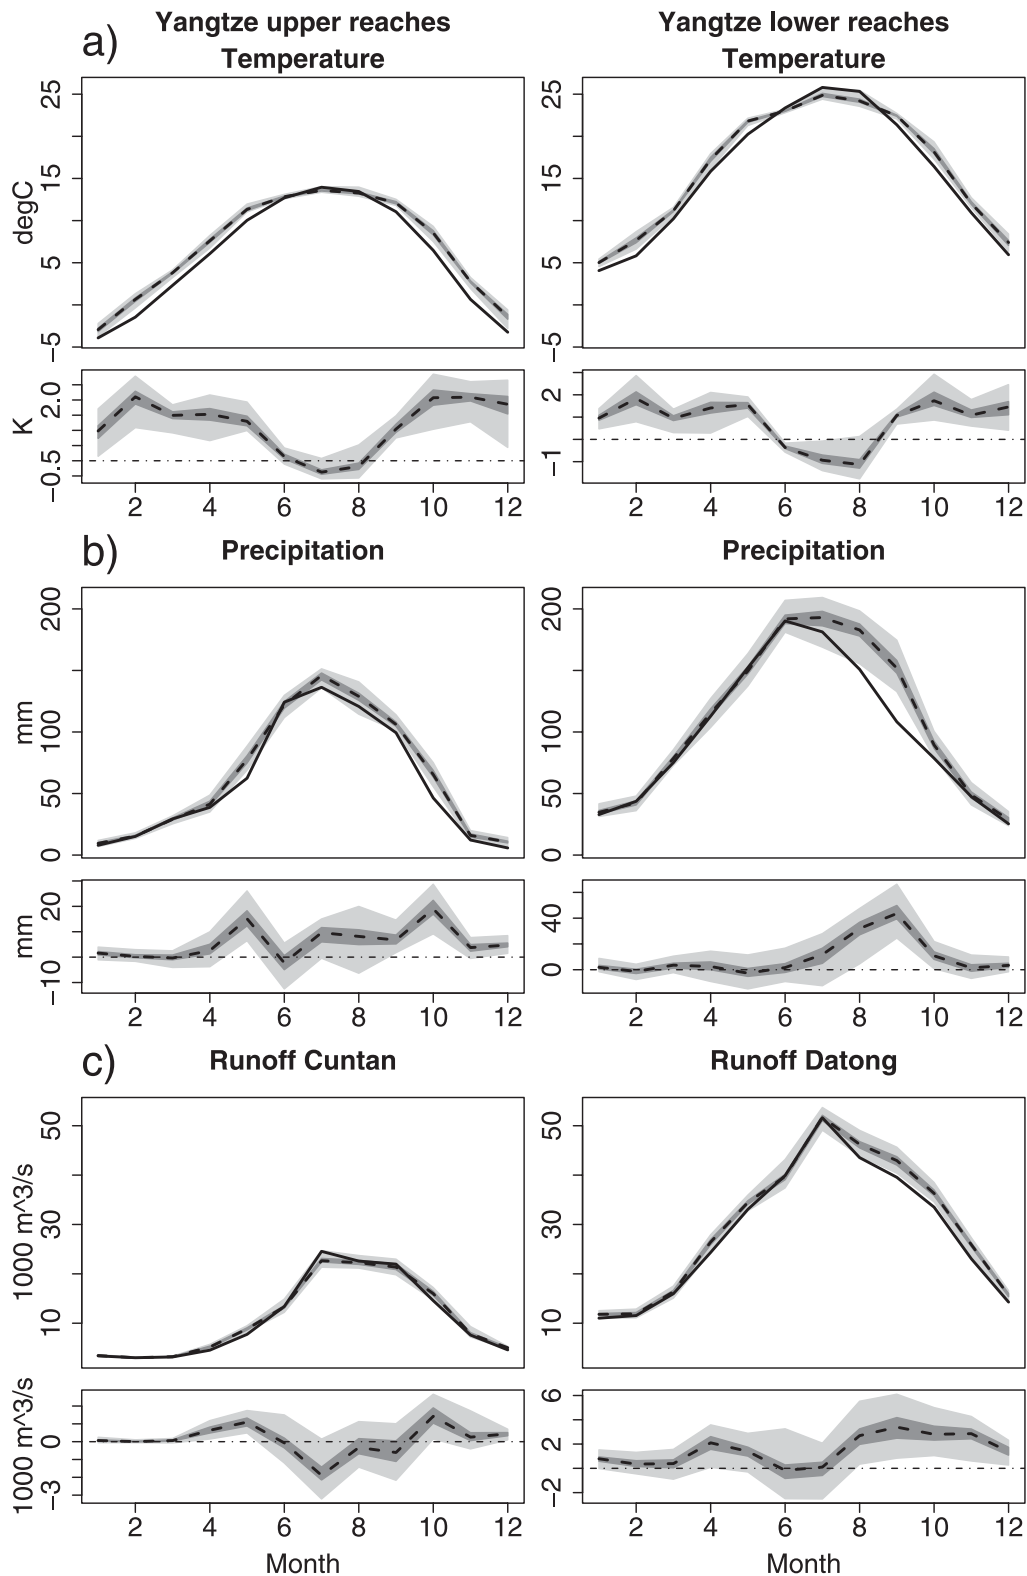 Yangtze upper reaches Yangtze lower reaches
a) Temperature Temperature
25 25
15 15
degC
5 5
−5 −5
2.0 2
K
−0.5 −1
2 4 6 8 10 12 2 4 6 8 10 12
b) Precipitation Precipitation
200 200
mm
100 100
50 50
0 0
20 40
mm
−10 0
2 4 6 8 10 12 2 4 6 8 10 12
c) Runoff Cuntan Runoff Datong
50 50
1000 m^3/s
30 30
10 10
1000 m^3/s
0 6
−3 2
−2
2 4 6 8 10 12 2 4 6 8 10 12
Month Month